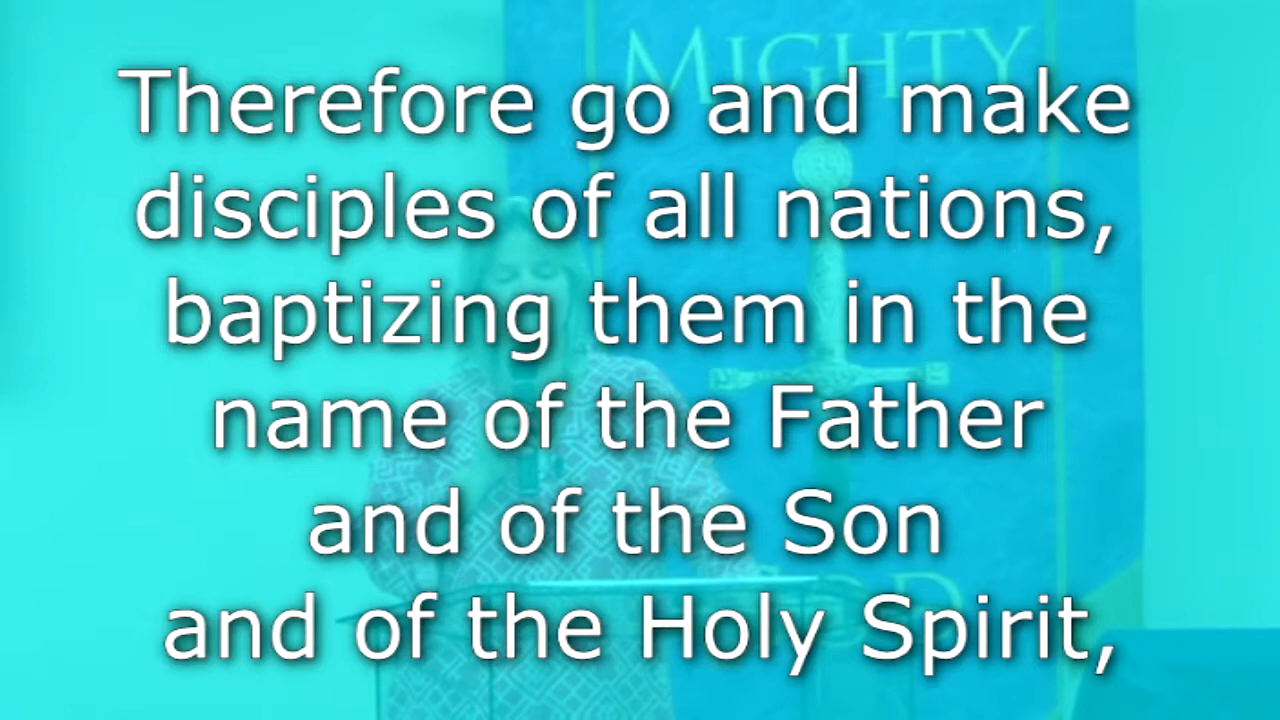 MIGHTY
Therefore go and make
disciples of all nations,
baptizing them in the
name of the Father
and of the Son
and of the Holy Spirit,